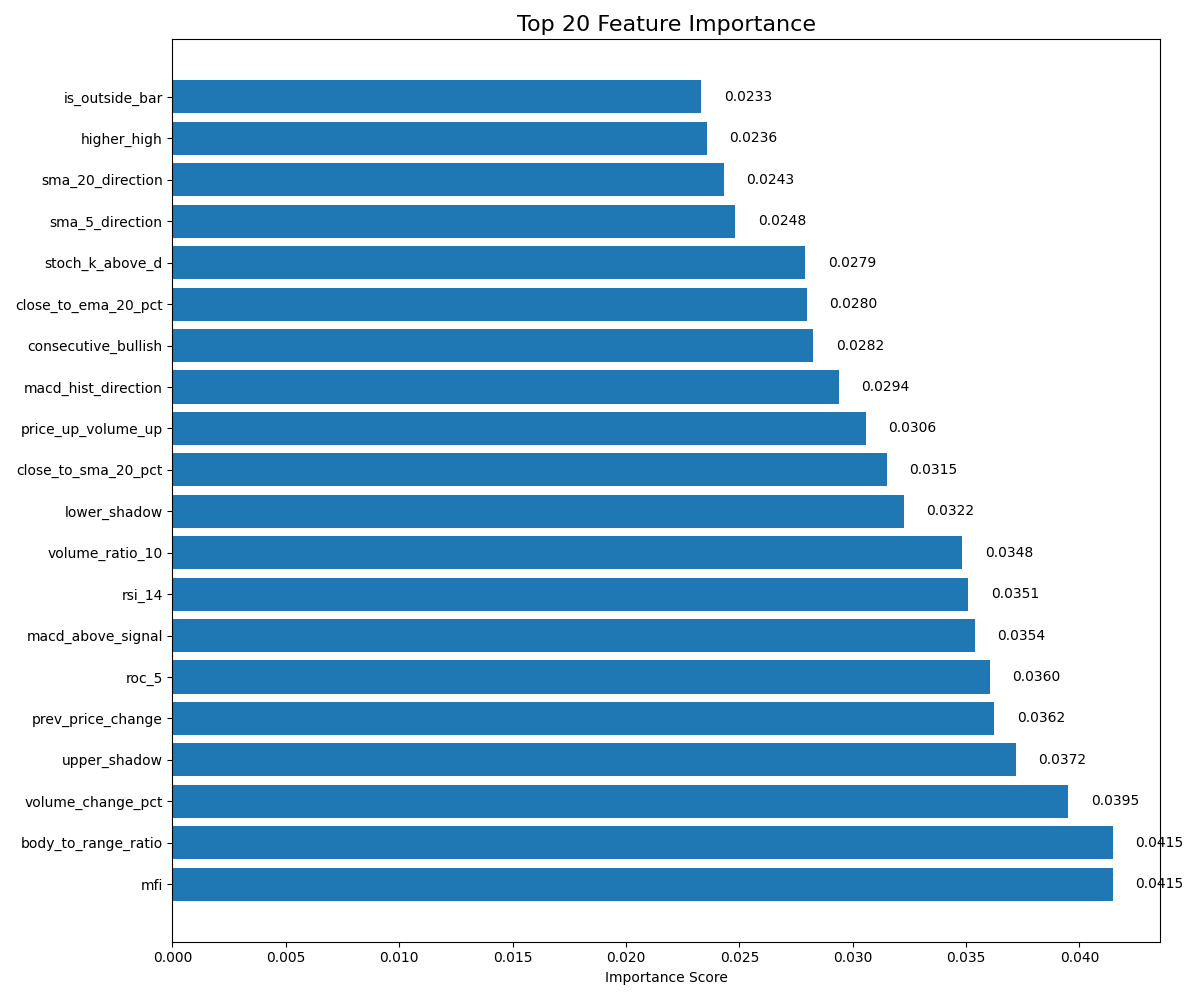 Top 20 Feature Importance
is_outside_bar 0.0233
higher_high 0.0236
sma_20_direction 0.0243
sma_5_direction 0.0248
stoch_k_above_d 0.0279
close_to_ema_20_pct 0.0280
consecutive_bullish 0.0282
macd_hist_direction 0.0294
price_up_volume_up 0.0306
close_to_sma_20_pct 0.0315
lower_shadow 0.0322
volume_ratio_10 0.0348
rsi_14 0.0351
macd_above_signal 0.0354
roc_5 0.0360
prev_price_change 0.0362
upper_shadow 0.0372
volume_change_pct 0.0395
body_to_range_ratio 0.0415
mfi 0.0415
0.000 0.005 0.010 0.015 0.020 0.025 0.030 0.035 0.040
Importance Score